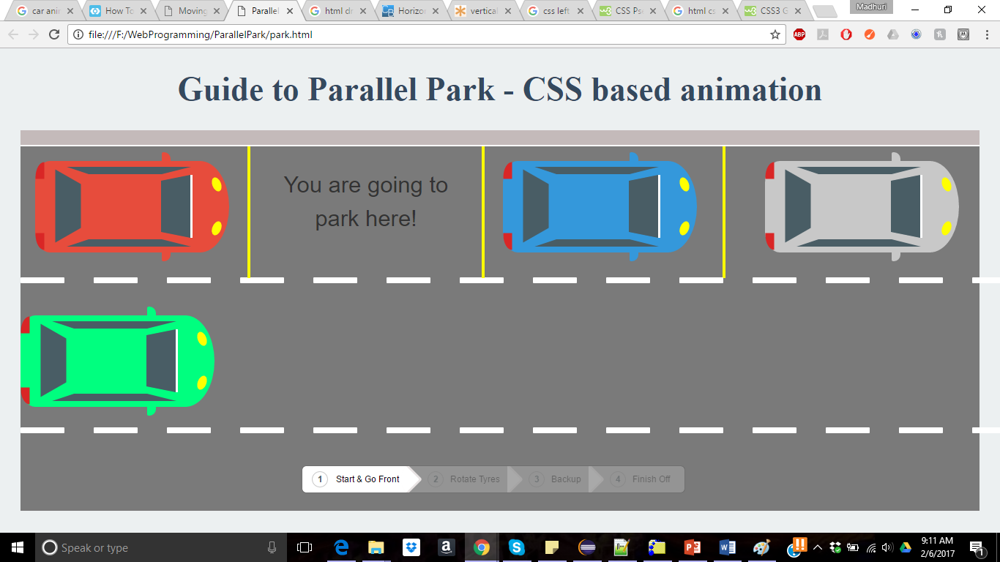 car ani
How To
Moving
Parallel
html dr
Horizon
vertical
css left
CSS Ps
html cs
CSS3 G
Madhuri
file:///F:/WebProgramming/ParallelPark/park.html
ABP
Guide to Parallel Park - CSS based animation
You are going to
park here!
1 Start & Go Front 2 Rotate Tyres 3 Backup 4 Finish Off
Speak or type
9:11 AM
2/6/2017
1